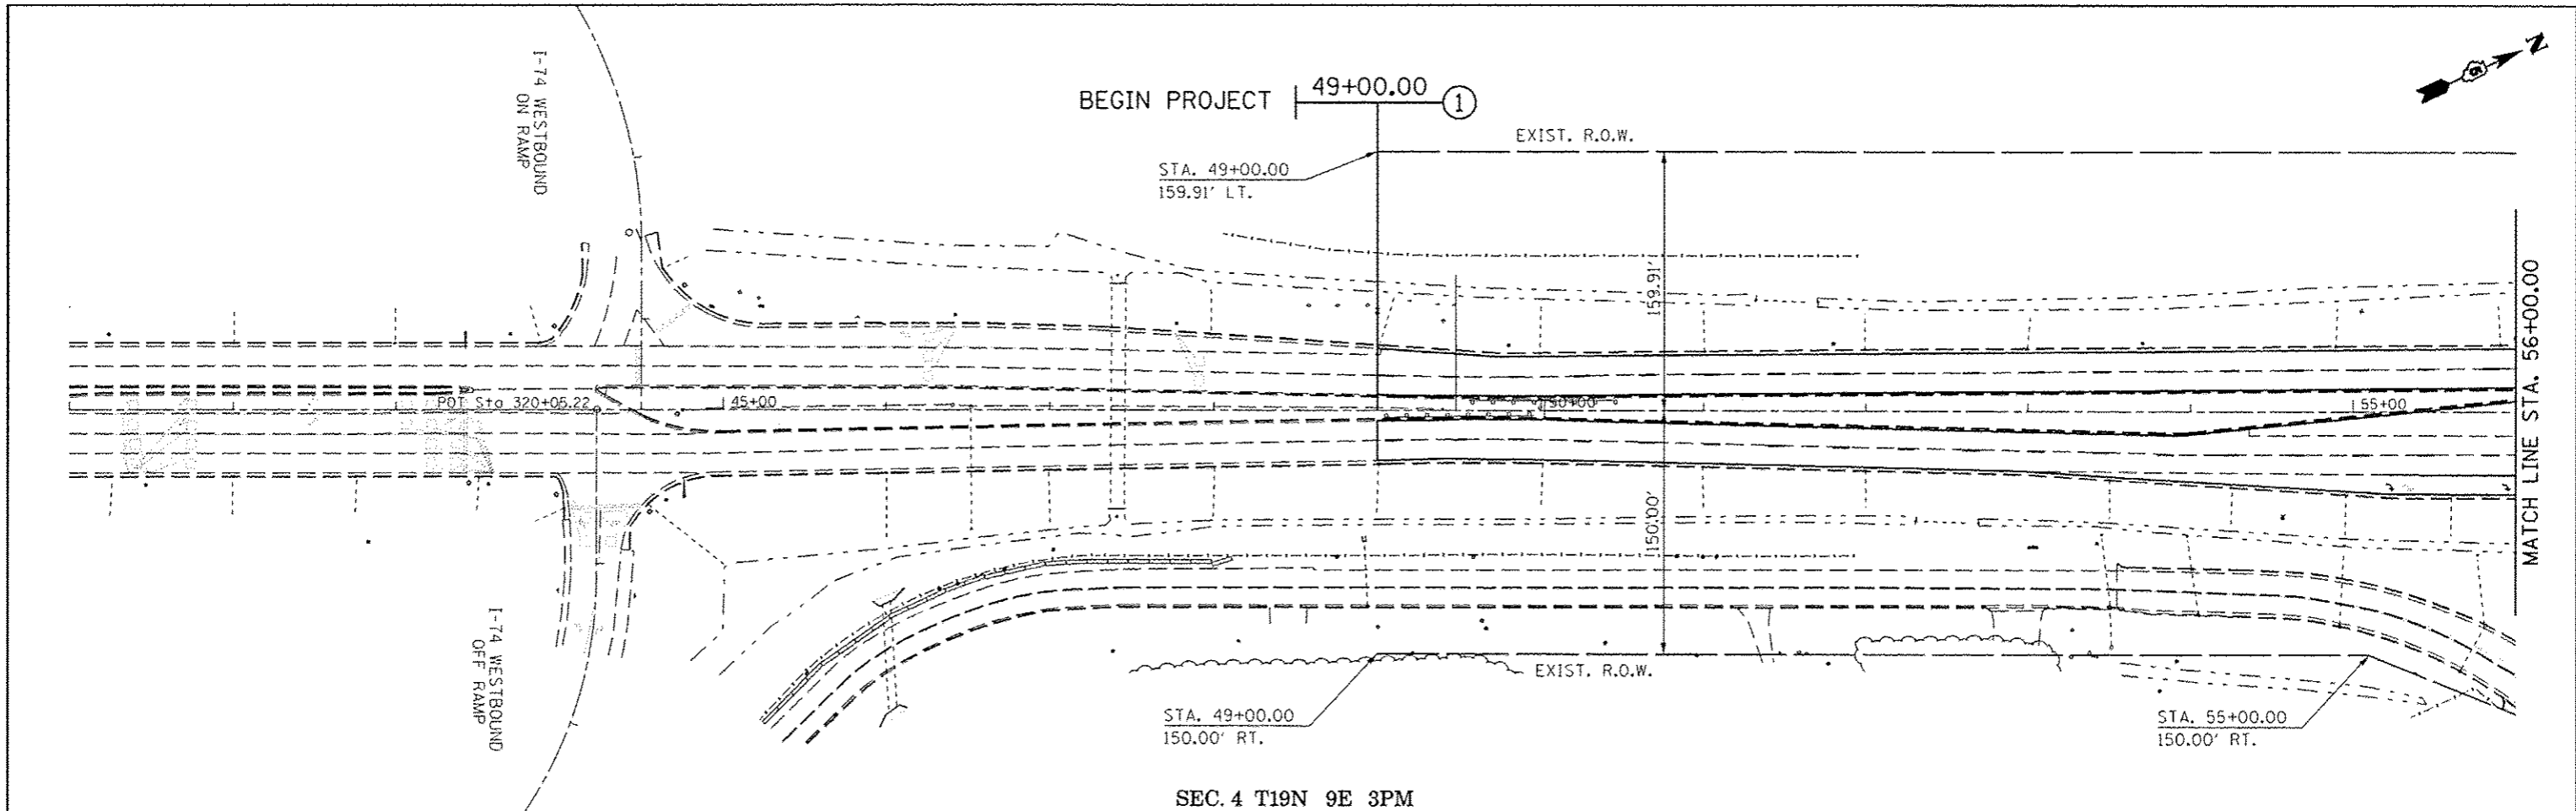 I-74 WESTBOUND
ON RAMP
N
BEGIN PROJECT
49+00.00
1
EXIST. R.O.W.
STA. 49+00.00
159.91' LT.
159.91'
MATCH LINE STA. 56+00.00
POT Sta 320+05.22
45+00
50+00
55+00
150.00'
I-74 WESTBOUND
OFF RAMP
EXIST. R.O.W.
STA. 49+00.00
150.00' RT.
STA. 55+00.00
150.00' RT.
SEC. 4 T19N 9E 3PM